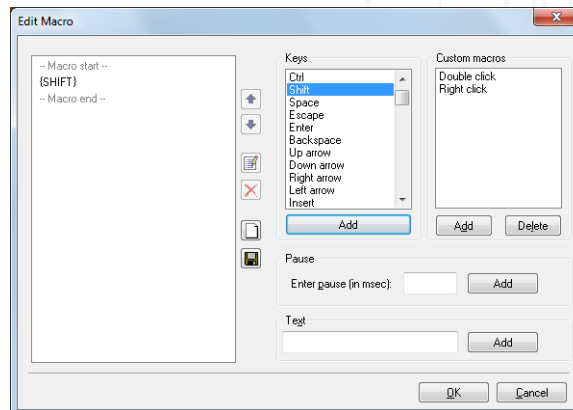 Edit Macro
-- Macro start --
{SHIFT}
-- Macro end --
Keys
Ctrl
Shift
Space
Escape
Enter
Backspace
Up arrow
Down arrow
Right arrow
Left arrow
Insert
Add
Custom macros
Double click
Right click
Add
Delete
Pause
Enter pause (in msec):
Add
Text
Add
OK
Cancel